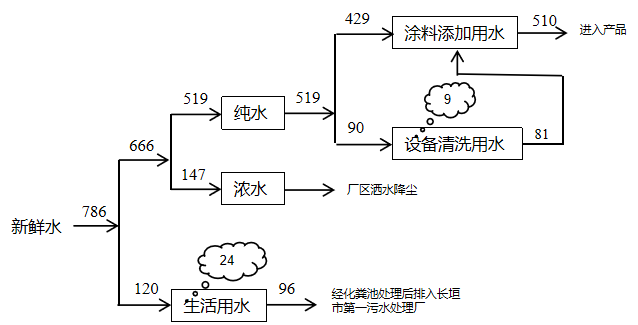 429
涂料添加用水
510
进入产品
519
纯水
519
9
90
设备清洗用水
81
666
147
浓水
厂区洒水降尘
新鲜水
786
24
120
生活用水
96
经化粪池处理后排入长垣
市第一污水处理厂